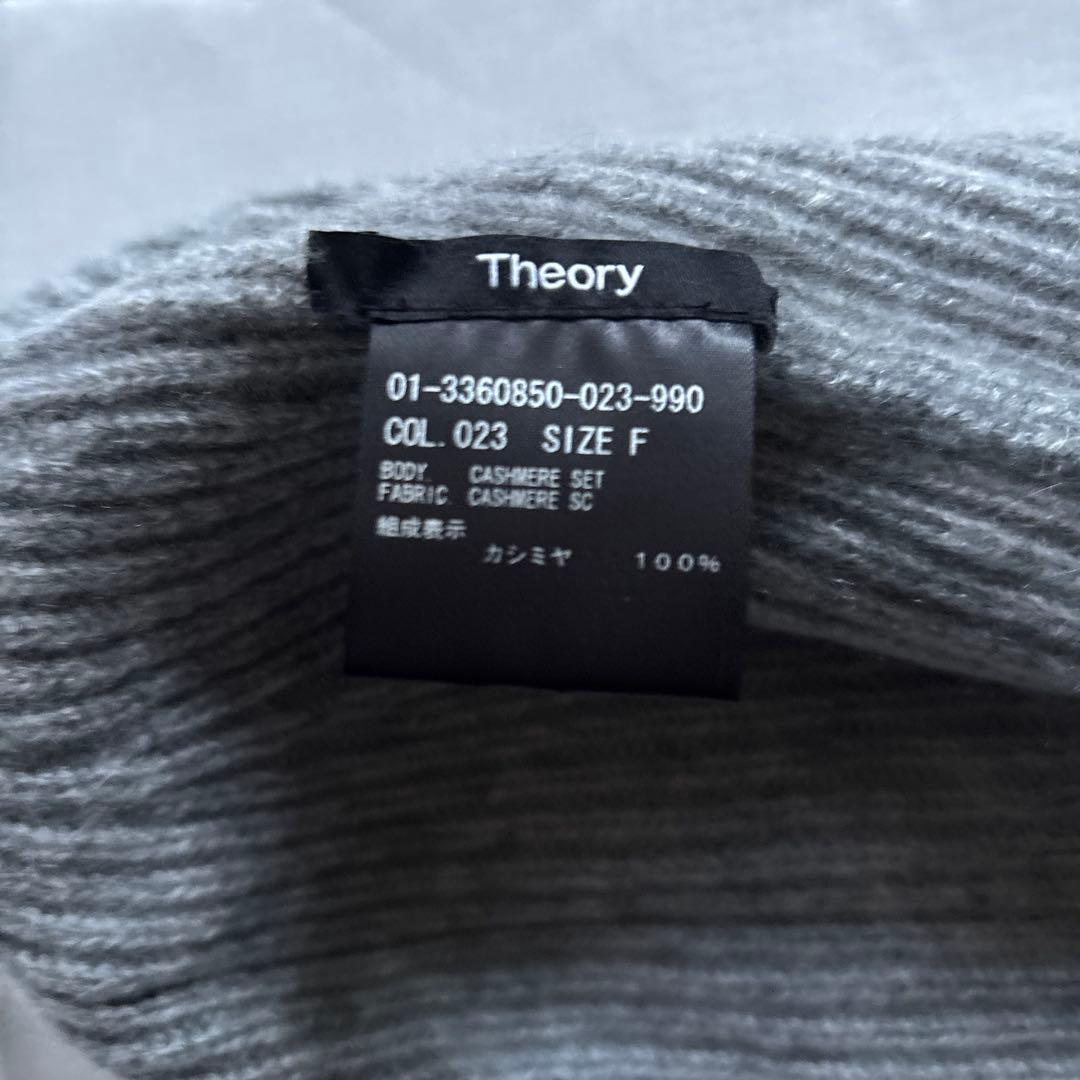 Theory
01-3360850-023-990
COL. 023 SIZE F
BODY. CASHMERE SET
FABRIC. CASHMERE SC
組成表示
カシミヤ 100%